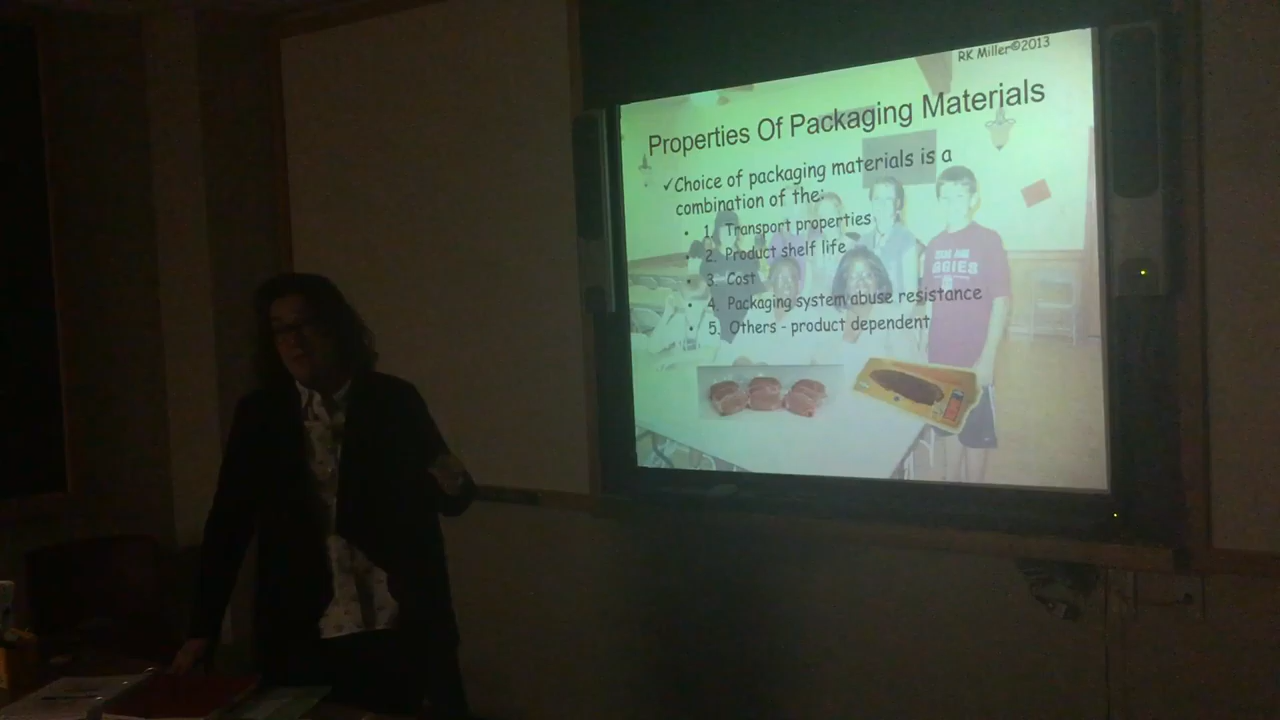 RK Miller©2013
Properties Of Packaging Materials
✓Choice of packaging materials is a
combination of the:
• 1. Transport properties
• 2. Product shelf life
• 3. Cost
• 4. Packaging system abuse resistance
• 5. Others - product dependent
GGIES